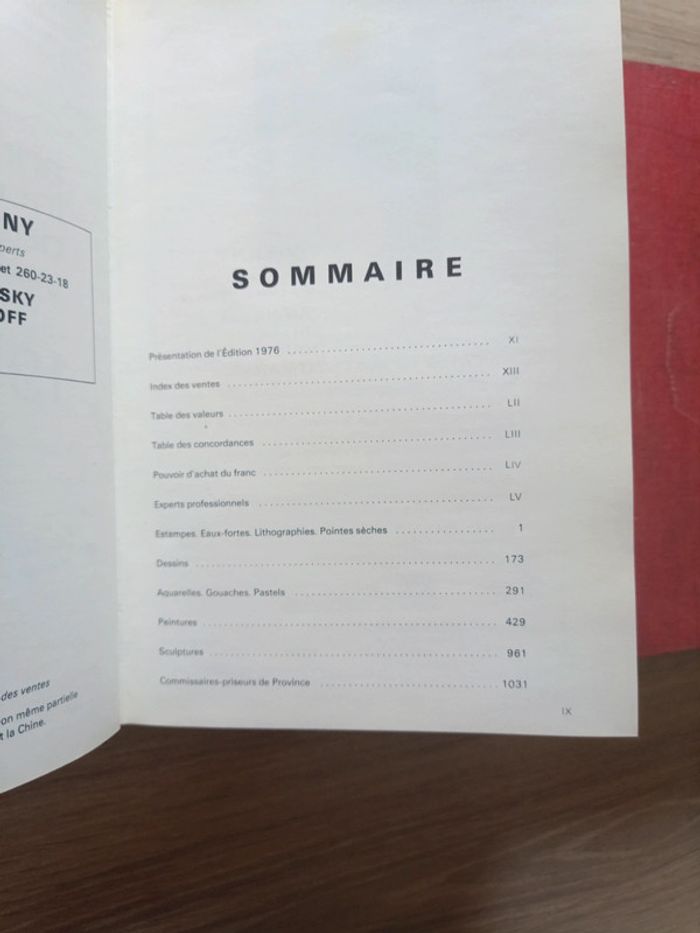 NY
perts
et 260-23-18
SKY
OFF
des ventes
on même partielle
t la Chine.
SOMMAIRE
Présentation de l'Édition 1976 ........ XI
Index des ventes ........ XIII
Table des valeurs ........ LII
Table des concordances ........ LIII
Pouvoir d'achat du franc ........ LIV
Experts professionnels ........ LV
Estampes. Eaux-fortes. Lithographies. Pointes sèches ........ 1
Dessins ........ 173
Aquarelles. Gouaches. Pastels ........ 291
Peintures ........ 429
Sculptures ........ 961
Commissaires-priseurs de Province ........ 1031
IX